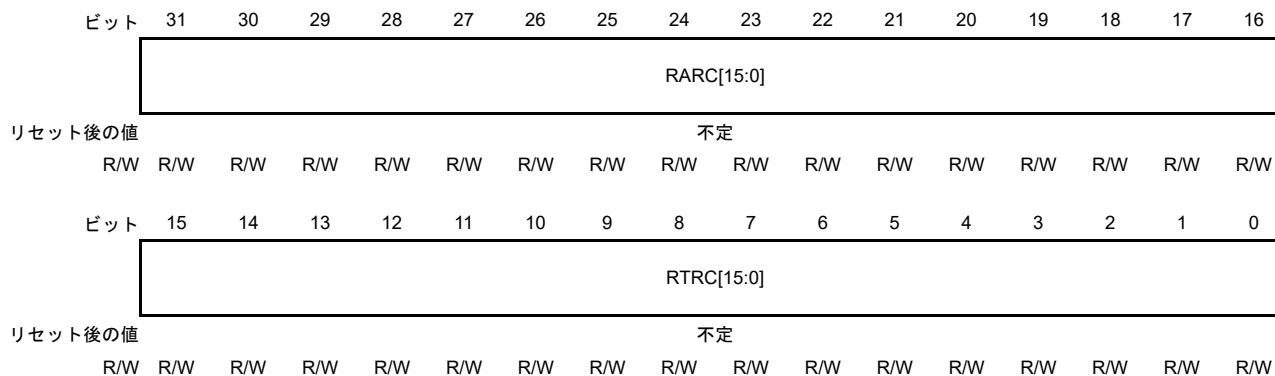 ビット 31 30 29 28 27 26 25 24 23 22 21 20 19 18 17 16
RARC[15:0]
リセット後の値 不定
R/W R/W R/W R/W R/W R/W R/W R/W R/W R/W R/W R/W R/W R/W R/W R/W R/W
ビット 15 14 13 12 11 10 9 8 7 6 5 4 3 2 1 0
RTRC[15:0]
リセット後の値 不定
R/W R/W R/W R/W R/W R/W R/W R/W R/W R/W R/W R/W R/W R/W R/W R/W R/W